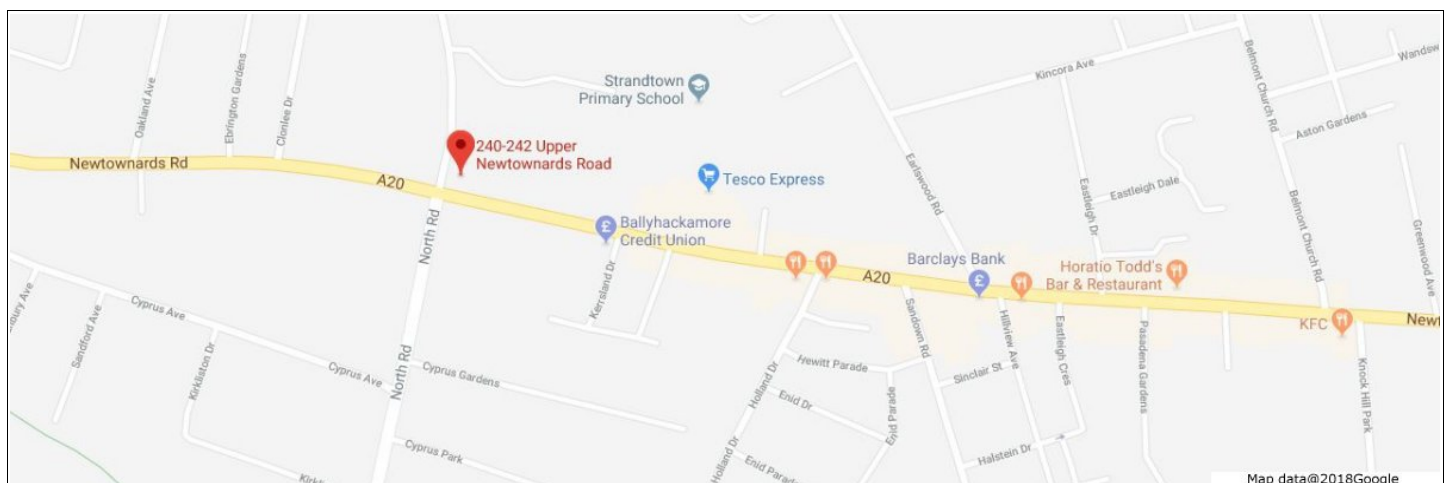 Oakland Ave
Ebrington Gardens
Clonlee Dr
Newtownards Rd
A20
240-242 Upper
Newtownards Road
Strandtown
Primary School
Tesco Express
Ballyhackamore
Credit Union
North Rd
Kerrsland Dr
A20
Barclays Bank
Earlswood Rd
Kincora Ave
Belmont Church Rd
Aston Gardens
Eastleigh Dale
Eastleigh Dr
Belmont Church Rd
Greenwood Ave
Horatio Todd's
Bar & Restaurant
KFC
Cyprus Ave
Sandford Ave
Kirkliston Dr
Cyprus Ave
North Rd
Cyprus Gardens
Cyprus Park
Holland Dr
Hewitt Parade
Enid Dr
Enid Parade
Enid Parade
Holland Dr
Sandown Rd
Sinclair St
Hillview Ave
Eastleigh Cres
Halstein Dr
Pasadena Gardens
Knock Hill Park
Map data@2018Google